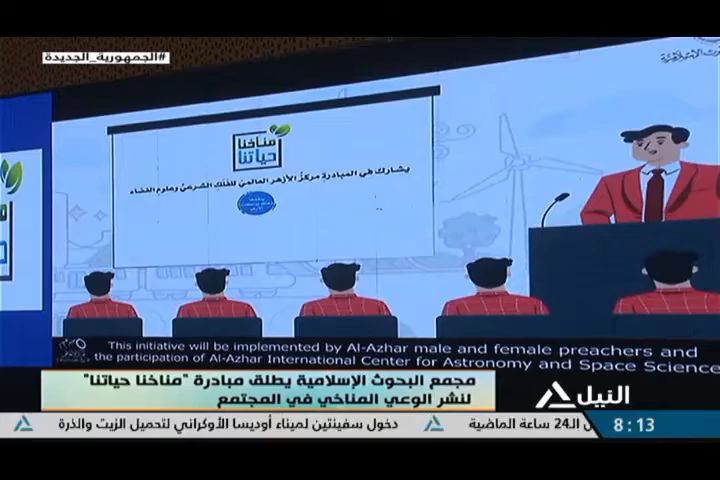 #الجمهورية_الجديدة
مناخنا
حياتنا
يشارك في المبادرة مركز الأزهر العالمي للفلك الشرعي وعلوم الفضاء
This initiative will be implemented by Al-Azhar male and female preachers and
the participation of Al-Azhar International Center for Astronomy and Space Science
مجمع البحوث الإسلامية يطلق مبادرة "مناخنا حياتنا"
لنشر الوعي المناخي في المجتمع
النيل
8:13
الـ24 ساعة الماضية
دخول سفينتين لميناء أوديسا الأوكراني لتحميل الزيت والذرة